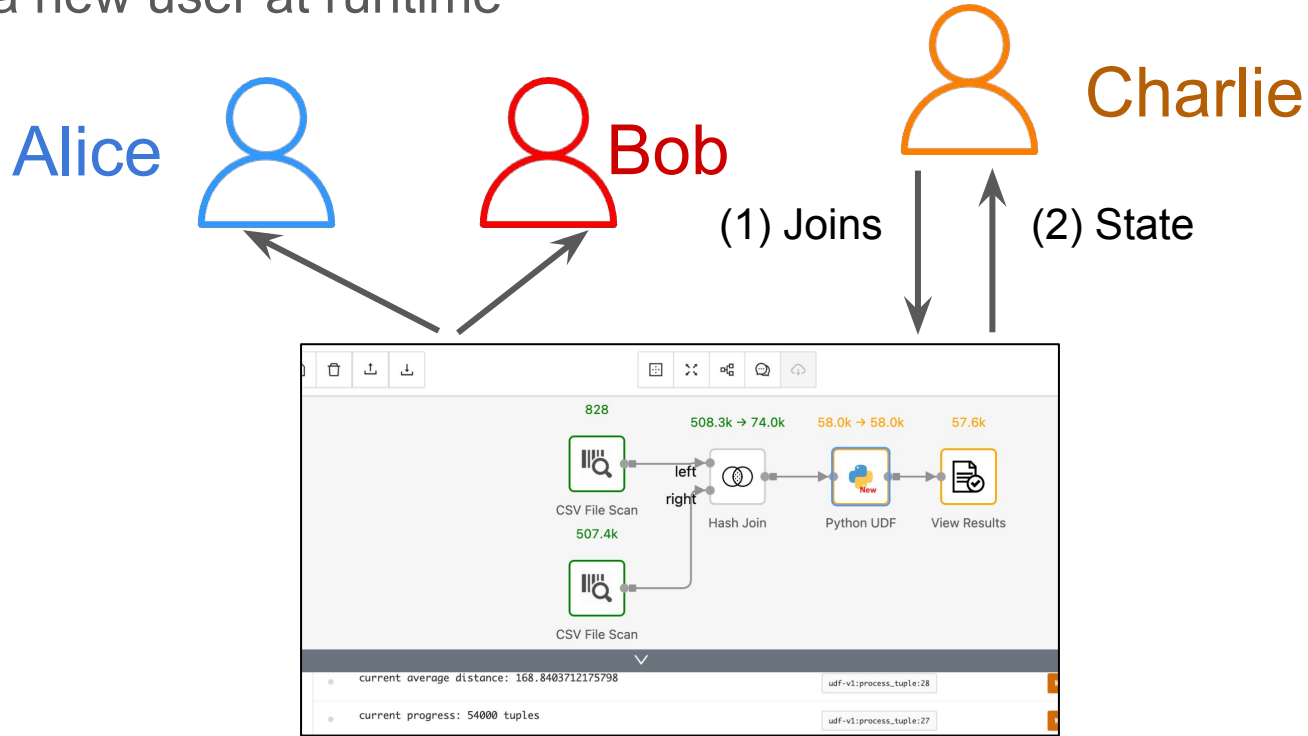 a new user at runtime
Alice
Bob
Charlie
(1) Joins
(2) State
828
508.3k → 74.0k
58.0k → 58.0k
57.6k
left
right
New
CSV File Scan
Hash Join
Python UDF
View Results
507.4k
CSV File Scan
current average distance: 168.8403712175798
udf-v1:process_tuple:28
current progress: 54000 tuples
udf-v1:process_tuple:27